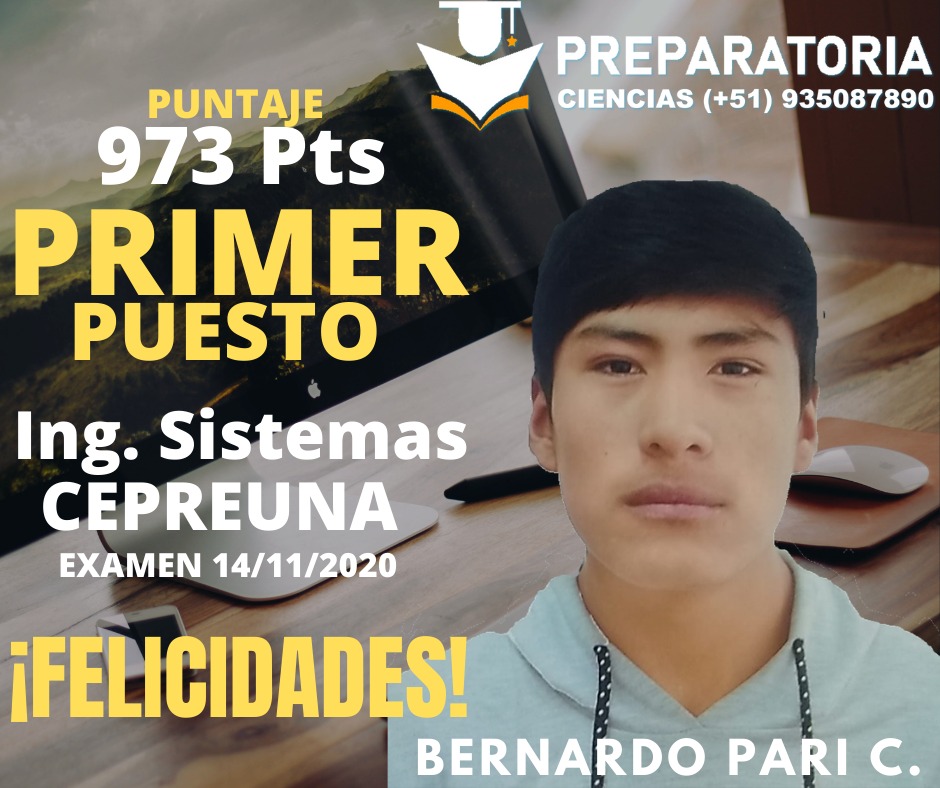 PREPARATORIA
CIENCIAS (+51) 935087890
PUNTAJE
973 Pts
PRIMER
PUESTO
Ing. Sistemas
CEPREUNA
EXAMEN 14/11/2020
¡FELICIDADES!
BERNARDO PARI C.